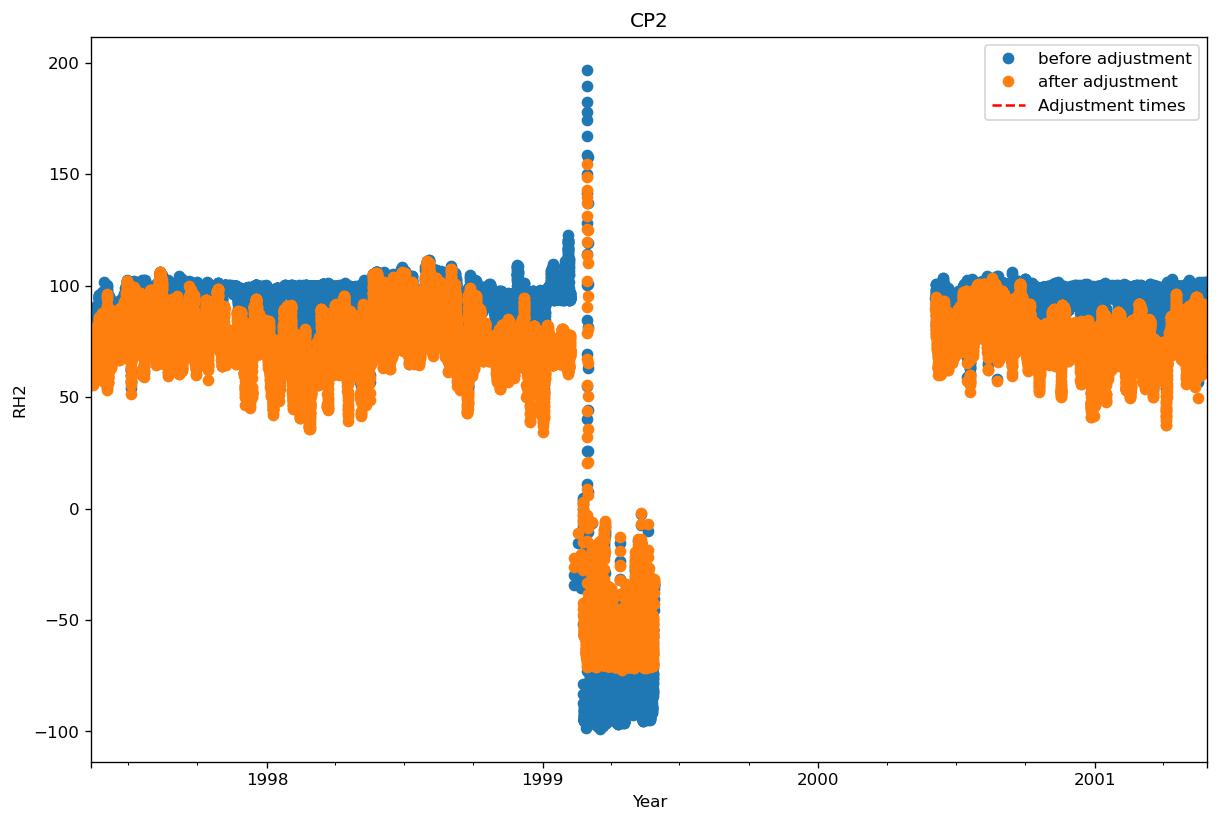 CP2
before adjustment
after adjustment
Adjustment times
RH2
200
150
100
50
0
−50
−100
1998
1999
2000
2001
Year